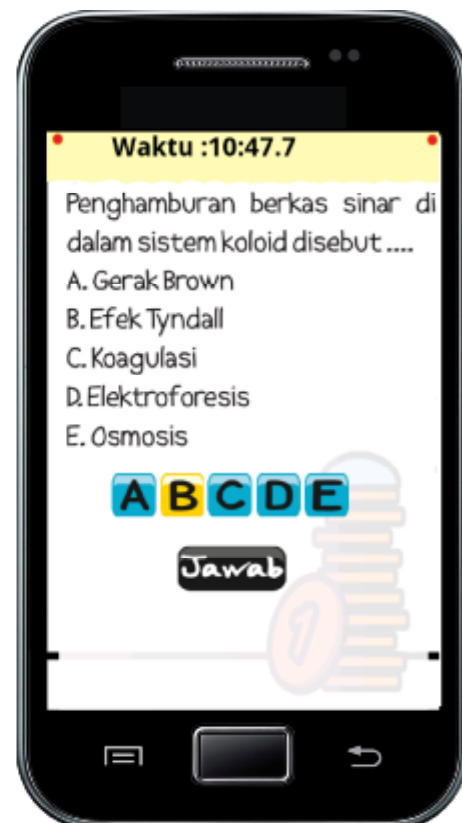 Waktu :10:47.7
Penghamburan berkas sinar di
dalam sistem koloid disebut ....
A. Gerak Brown
B. Efek Tyndall
C. Koagulasi
D. Elektroforesis
E. Osmosis
A B C D E
Jawab
1